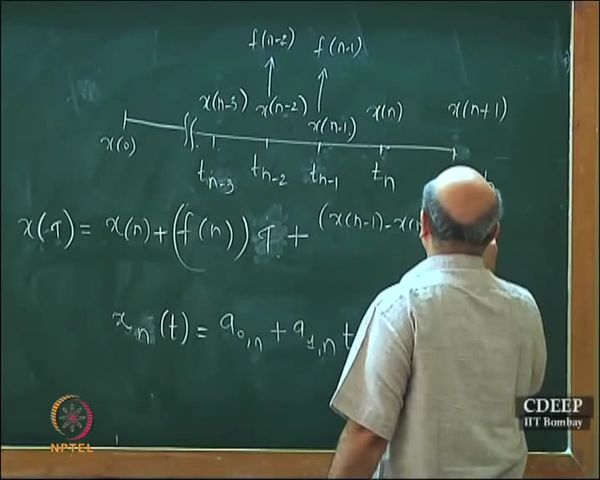 f(n-2) f(n-1)
x(n-3) x(n-2) x(n-1) x(n) x(n+1)
x(0)
t_{n-3} t_{n-2} t_{n-1} t_n
x(τ) = x(n) + (f(n)) τ + (x(n-1) - x(n
x_n(t) = a_{0,n} + a_{1,n} t
NPTEL
CDEEP
IIT Bombay